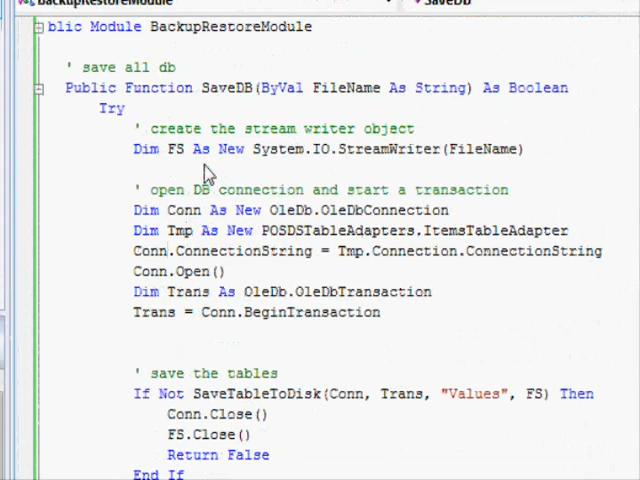 BackupRestoreModule
SaveDB
blic Module BackupRestoreModule
' save all db
Public Function SaveDB(ByVal FileName As String) As Boolean
Try
' create the stream writer object
Dim FS As New System.IO.StreamWriter(FileName)
' open DB connection and start a transaction
Dim Conn As New OleDb.OleDbConnection
Dim Tmp As New POSDSTableAdapters.ItemsTableAdapter
Conn.ConnectionString = Tmp.Connection.ConnectionString
Conn.Open()
Dim Trans As OleDb.OleDbTransaction
Trans = Conn.BeginTransaction
' save the tables
If Not SaveTableToDisk(Conn, Trans, "Values", FS) Then
Conn.Close()
FS.Close()
Return False
End If